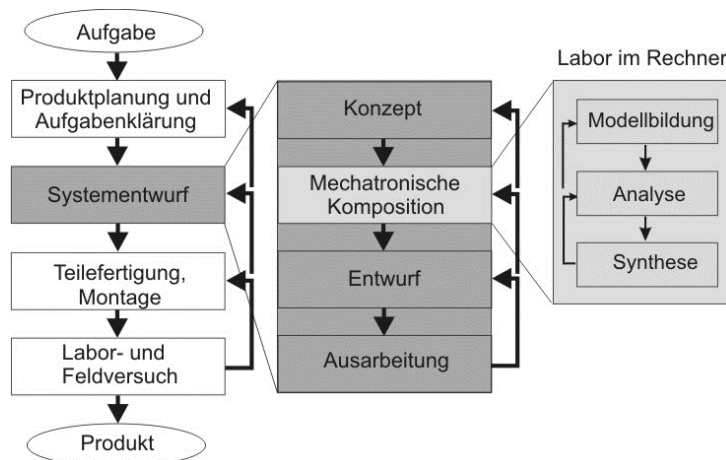 Aufgabe
Produktplanung und
Aufgabenklärung
Systementwurf
Teilefertigung,
Montage
Labor- und
Feldversuch
Produkt
Konzept
Mechatronische
Komposition
Entwurf
Ausarbeitung
Labor im Rechner
Modellbildung
Analyse
Synthese